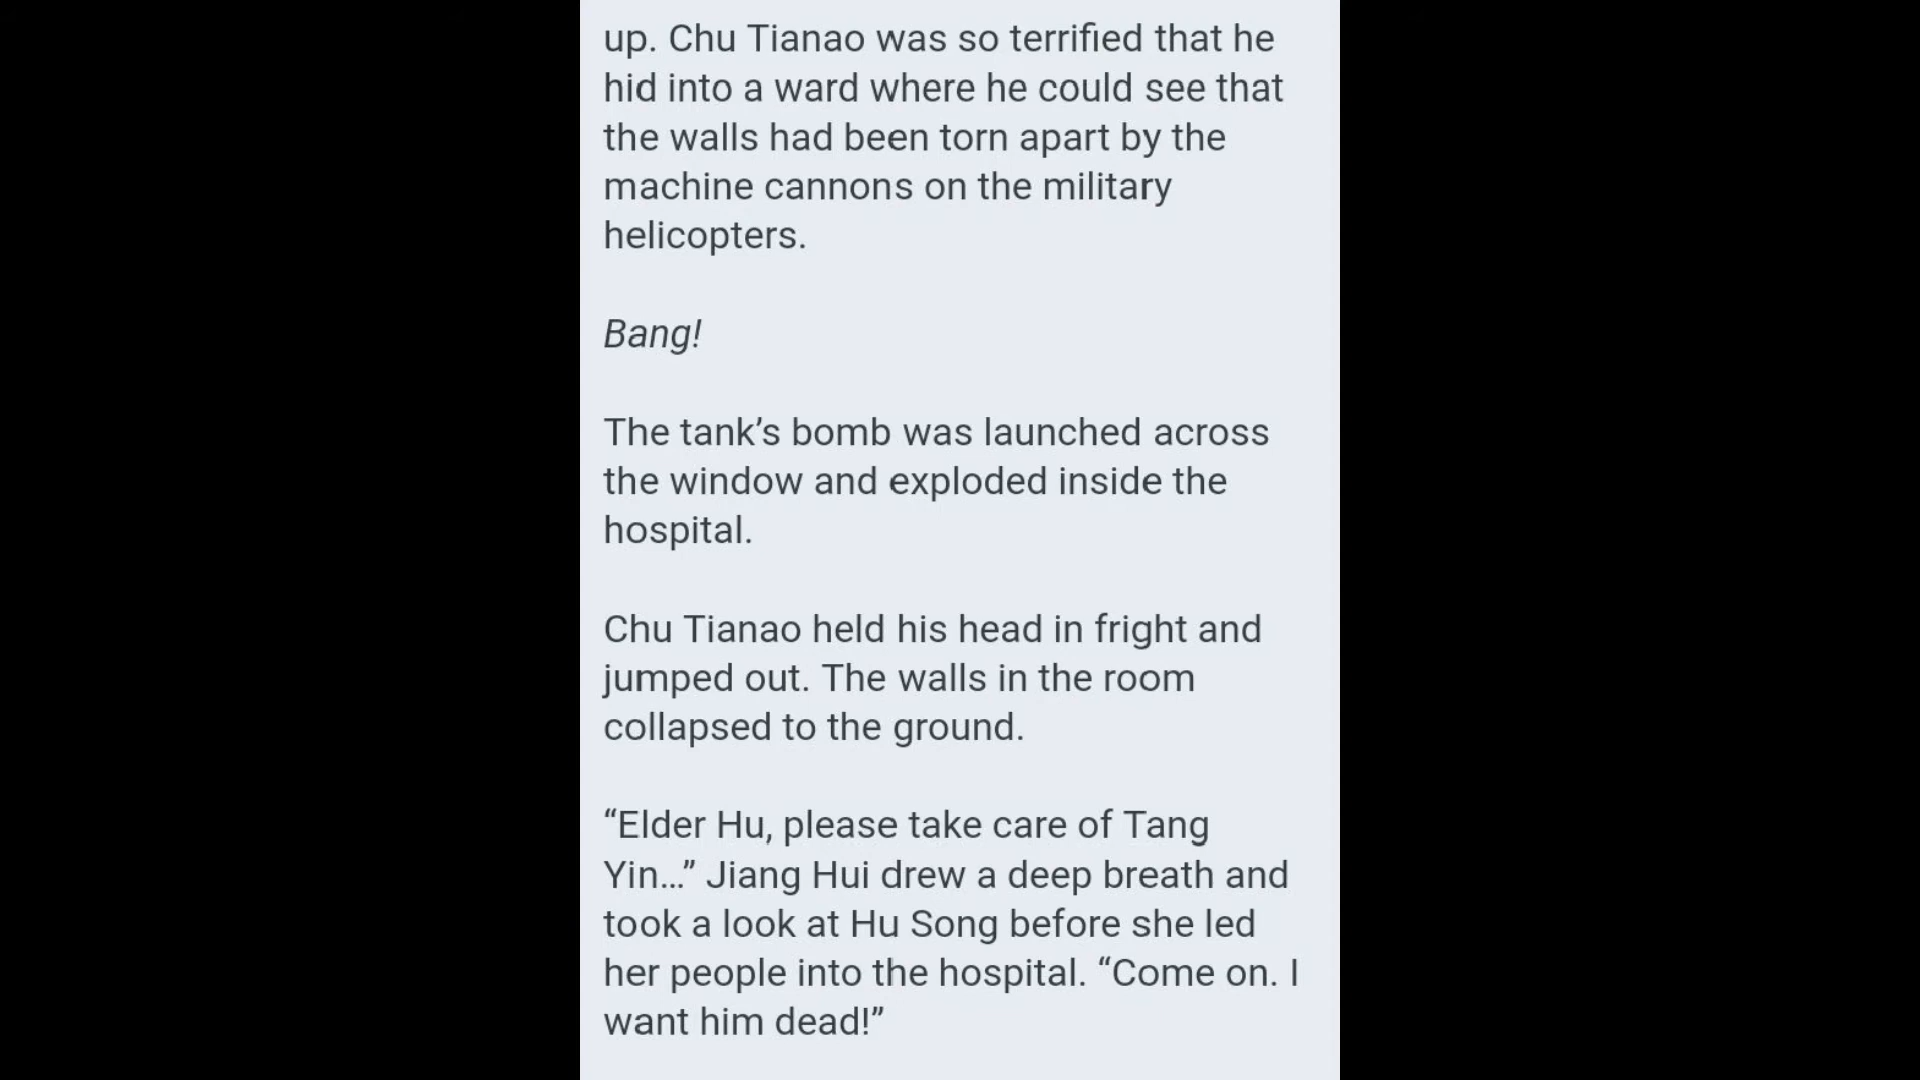 up. Chu Tianao was so terrified that he
hid into a ward where he could see that
the walls had been torn apart by the
machine cannons on the military
helicopters.
Bang!
The tank’s bomb was launched across
the window and exploded inside the
hospital.
Chu Tianao held his head in fright and
jumped out. The walls in the room
collapsed to the ground.
“Elder Hu, please take care of Tang
Yin…” Jiang Hui drew a deep breath and
took a look at Hu Song before she led
her people into the hospital. “Come on. I
want him dead!”